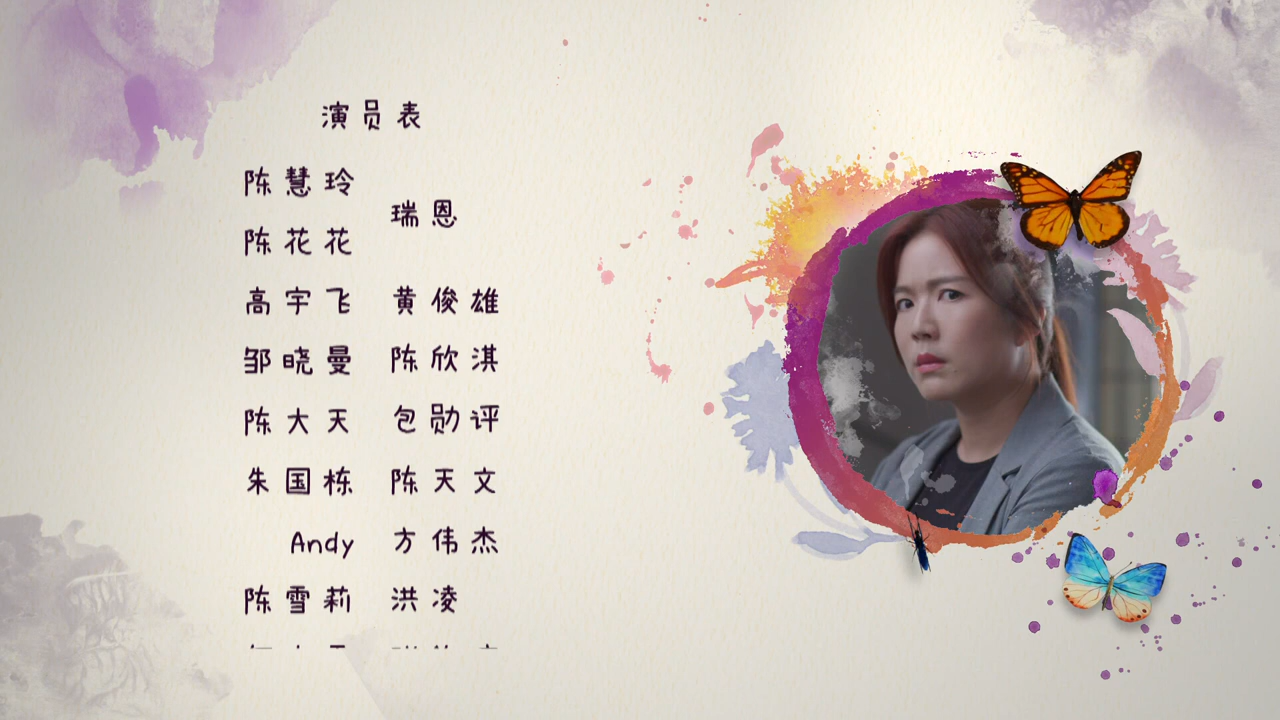 演员表
陈慧玲
瑞恩
陈花花
高宇飞 黄俊雄
邹晓曼 陈欣淇
陈大天 包勋评
朱国栋 陈天文
Andy 方伟杰
陈雪莉 洪凌